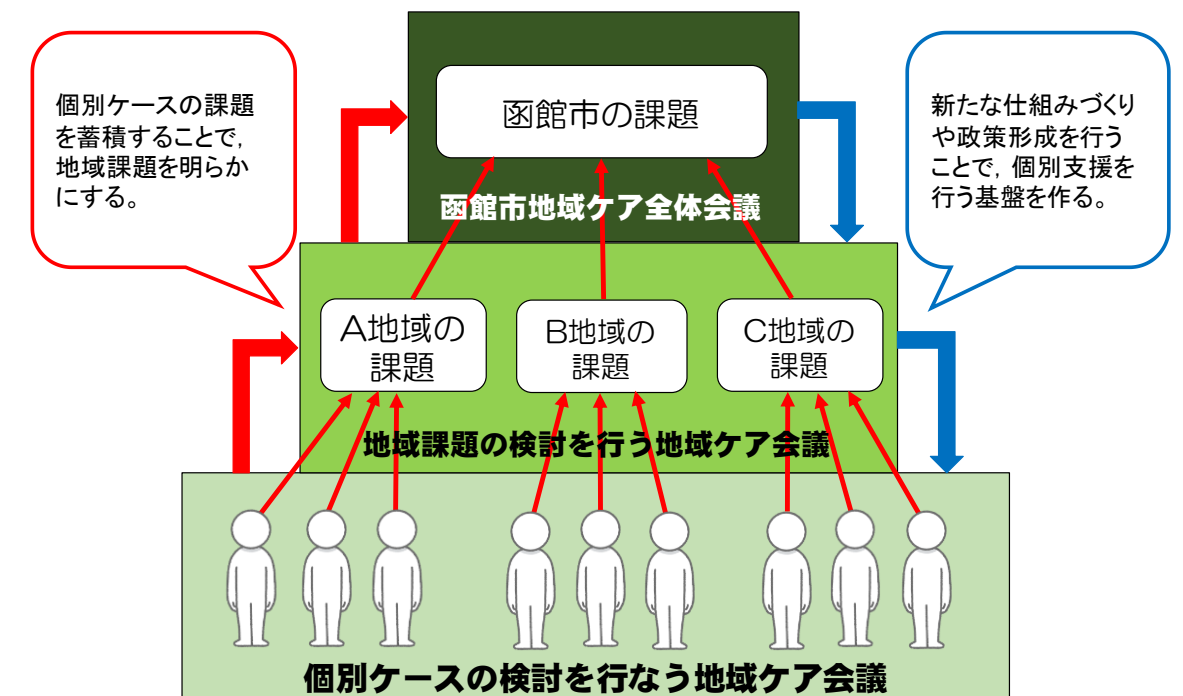 個別ケースの課題
を蓄積することで,
地域課題を明らか
にする。
函館市の課題
新たな仕組みづくり
や政策形成を行う
ことで, 個別支援を
行う基盤を作る。
函館市地域ケア全体会議
A地域の
課題
B地域の
課題
C地域の
課題
地域課題の検討を行う地域ケア会議
個別ケースの検討を行なう地域ケア会議